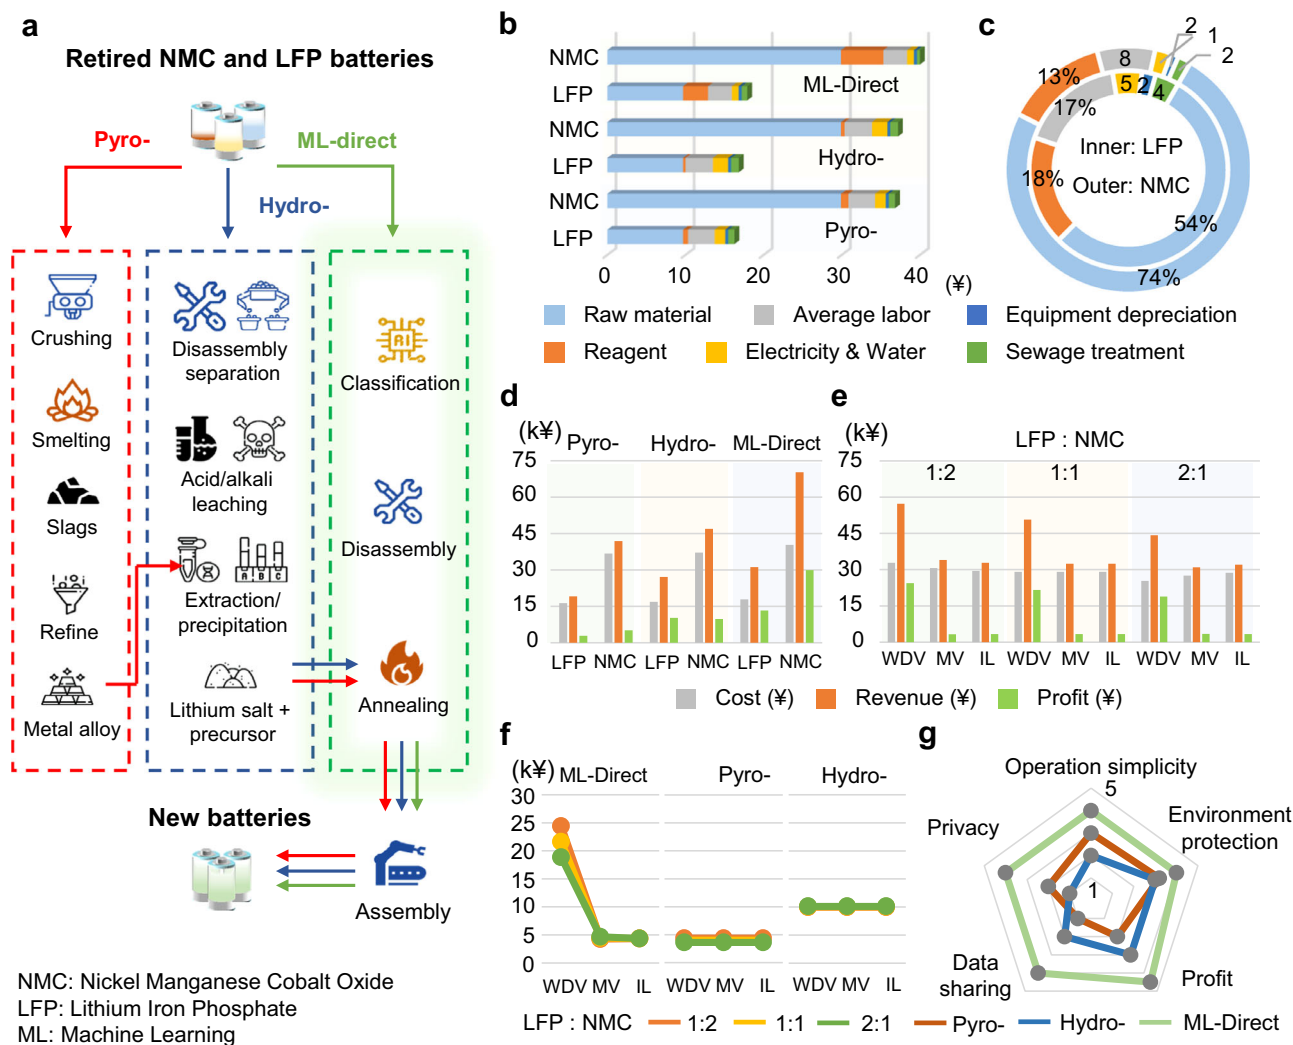 a
Retired NMC and LFP batteries
Pyro-
ML-direct
Hydro-
Crushing
Smelting
Slags
Refine
Metal alloy
Disassembly
separation
Acid/alkali
leaching
Extraction/
precipitation
A B C
Lithium salt +
precursor
Classification
Disassembly
Annealing
New batteries
Assembly
NMC: Nickel Manganese Cobalt Oxide
LFP: Lithium Iron Phosphate
ML: Machine Learning
b
NMC
ML-Direct
LFP
NMC
Hydro-
LFP
NMC
Pyro-
LFP
0 10 20 30 40 (¥)
c
2 1
8 2
13%
5 2 4
17%
Inner: LFP
18% Outer: NMC
54%
74%
Raw material Average labor Equipment depreciation
Reagent Electricity & Water Sewage treatment
d
(k¥)
Pyro- Hydro- ML-Direct
75
60
45
30
15
0
LFP NMC LFP NMC LFP NMC
e
(k¥)
LFP : NMC
75 1:2 1:1 2:1
60
45
30
15
0
WDV MV IL WDV MV IL WDV MV IL
Cost (¥) Revenue (¥) Profit (¥)
f
(k¥) ML-Direct Pyro- Hydro-
30
25
20
15
10
5
0
WDV MV IL WDV MV IL WDV MV IL
LFP : NMC 1:2 1:1 2:1
g
Operation simplicity
5
Environment
protection
Privacy
1
Data
sharing
Profit
Pyro- Hydro- ML-Direct